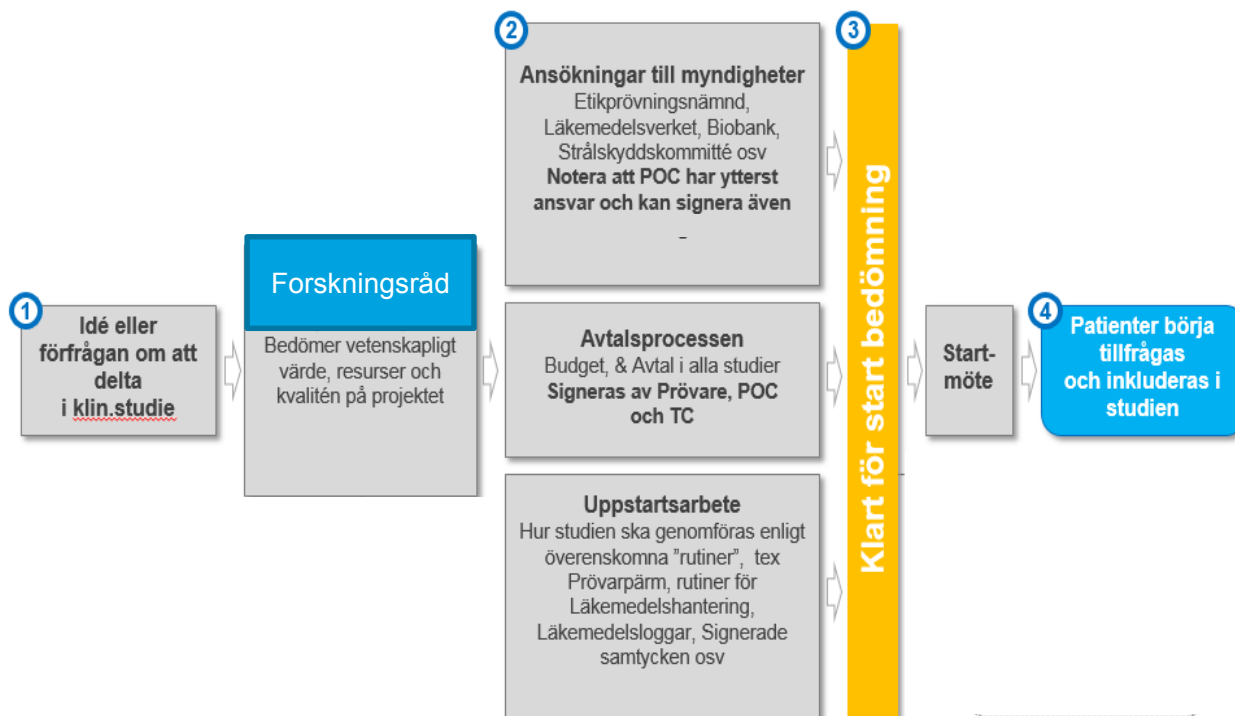 1
Idé eller
förfrågan om att
delta
i klin.studie
Forskningsråd
Bedömer vetenskapligt
värde, resurser och
kvalitén på projektet
2
Ansökningar till myndigheter
Etikprövningsnämnd,
Läkemedelsverket, Biobank,
Strålskyddskommitté osv
Notera att POC har ytterst
ansvar och kan signera även
-
Avtalsprocessen
Budget, & Avtal i alla studier
Signeras av Prövare, POC
och TC
Uppstartsarbete
Hur studien ska genomföras enligt
överenskomna ”rutiner”, tex
Prövarpärm, rutiner för
Läkemedelshantering,
Läkemedelsloggar, Signerade
samtycken osv
3
Klart för start bedömning
Start-
möte
4
Patienter börja
tillfrågas
och inkluderas i
studien